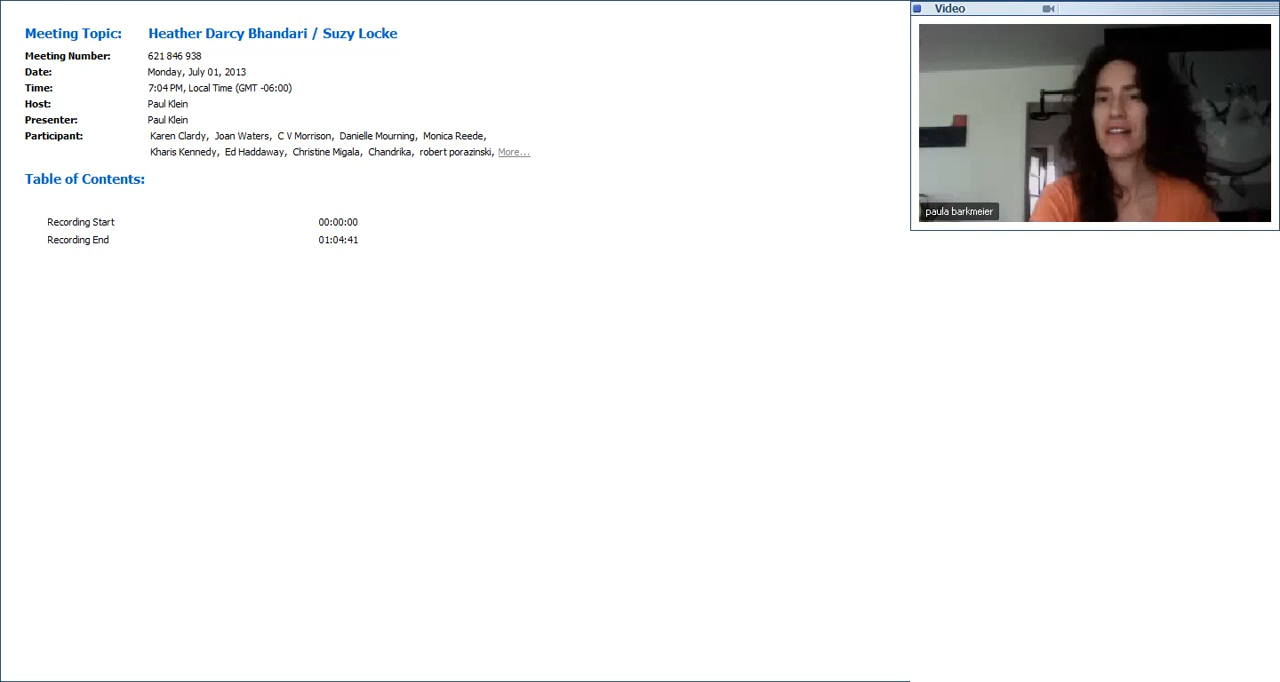 Meeting Topic: Heather Darcy Bhandari / Suzy Locke
Meeting Number: 621 846 938
Date: Monday, July 01, 2013
Time: 7:04 PM, Local Time (GMT -06:00)
Host: Paul Klein
Presenter: Paul Klein
Participant: Karen Clardy, Joan Waters, C V Morrison, Danielle Mourning, Monica Reede,
Kharis Kennedy, Ed Haddaway, Christine Migala, Chandrika, robert porazinski, More...
Table of Contents:
Recording Start 00:00:00
Recording End 01:04:41
Video
paula barkmeier